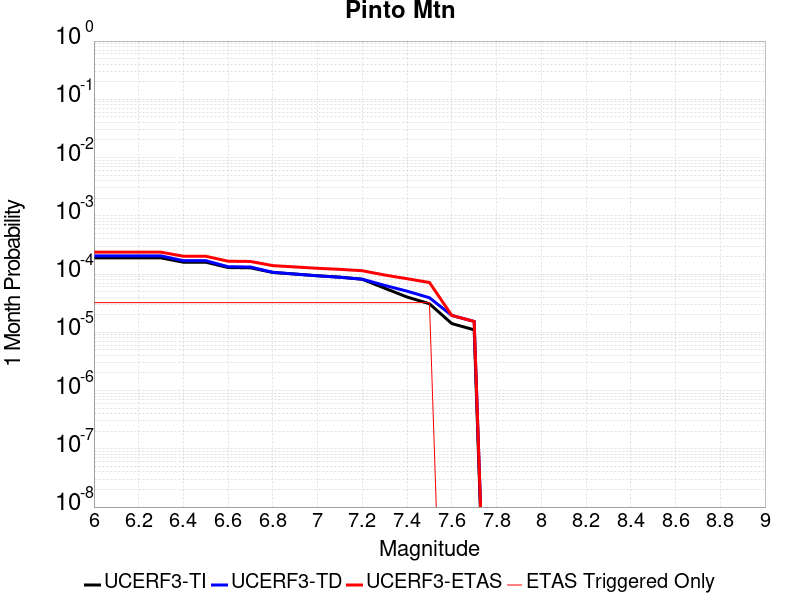 Pinto Mtn
10^0
10^-1
10^-2
10^-3
10^-4
10^-5
10^-6
10^-7
10^-8
1 Month Probability
6 6.2 6.4 6.6 6.8 7 7.2 7.4 7.6 7.8 8 8.2 8.4 8.6 8.8 9
Magnitude
UCERF3-TI UCERF3-TD UCERF3-ETAS ETAS Triggered Only